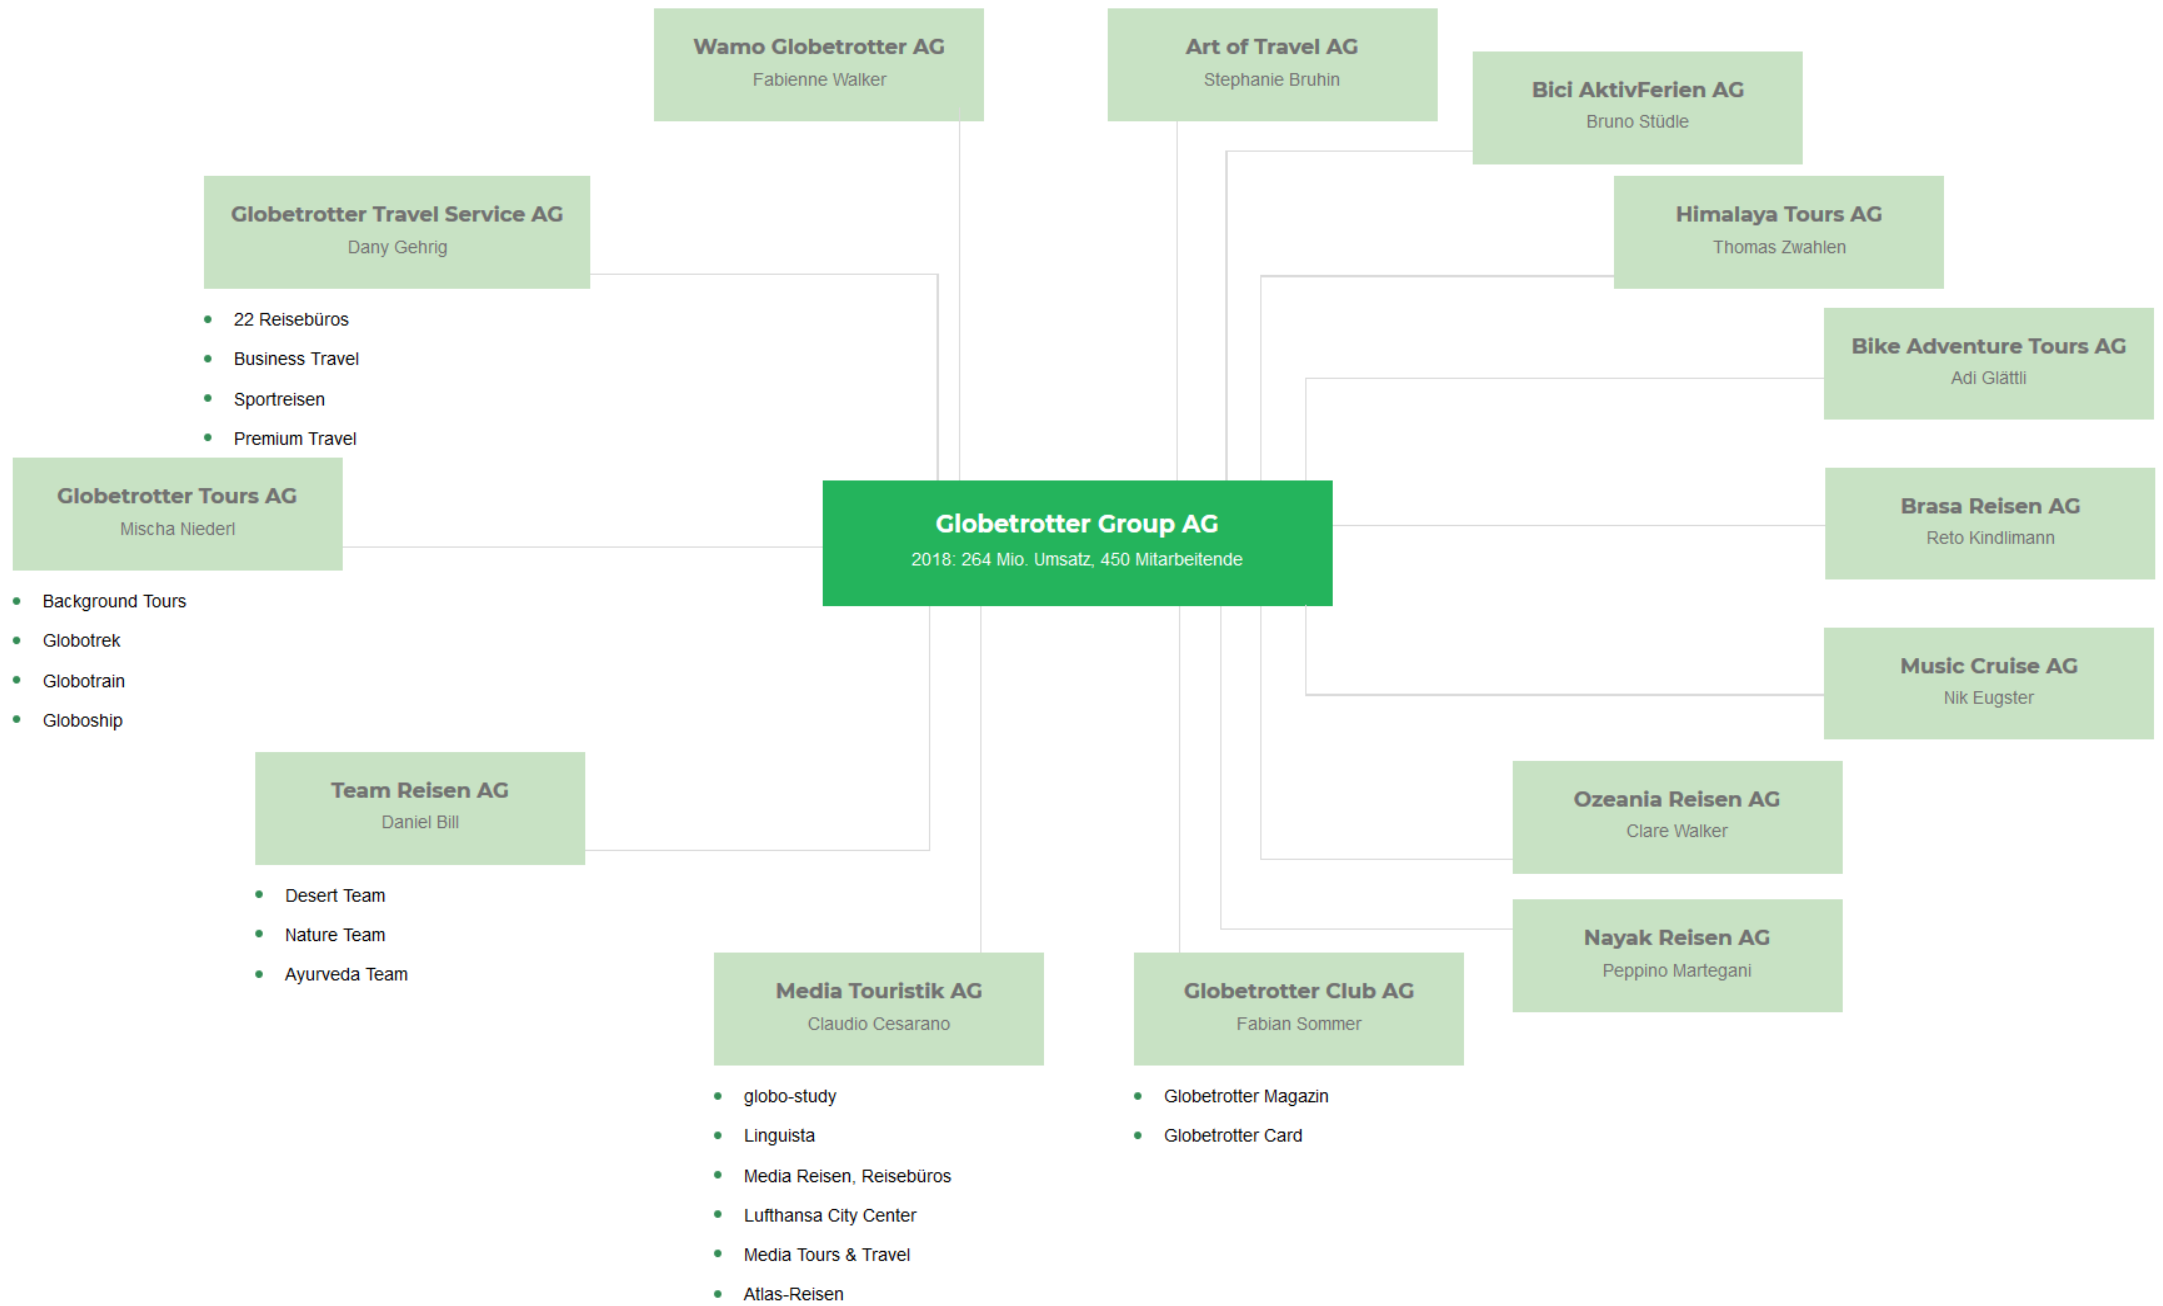 Wamo Globetrotter AG
Fabienne Walker
Art of Travel AG
Stephanie Bruhin
Bici AktivFerien AG
Bruno Stüdle
Globetrotter Travel Service AG
Dany Gehrig
• 22 Reisebüros
• Business Travel
• Sportreisen
• Premium Travel
Himalaya Tours AG
Thomas Zwahlen
Bike Adventure Tours AG
Adi Glättli
Globetrotter Tours AG
Mischa Niederl
• Background Tours
• Globotrek
• Globotrain
• Globoship
Globetrotter Group AG
2018: 264 Mio. Umsatz, 450 Mitarbeitende
Brasa Reisen AG
Reto Kindlimann
Music Cruise AG
Nik Eugster
Team Reisen AG
Daniel Bill
• Desert Team
• Nature Team
• Ayurveda Team
Ozeania Reisen AG
Clare Walker
Nayak Reisen AG
Peppino Martegani
Media Touristik AG
Claudio Cesarano
• globo-study
• Linguista
• Media Reisen, Reisebüros
• Lufthansa City Center
• Media Tours & Travel
• Atlas-Reisen
Globetrotter Club AG
Fabian Sommer
• Globetrotter Magazin
• Globetrotter Card